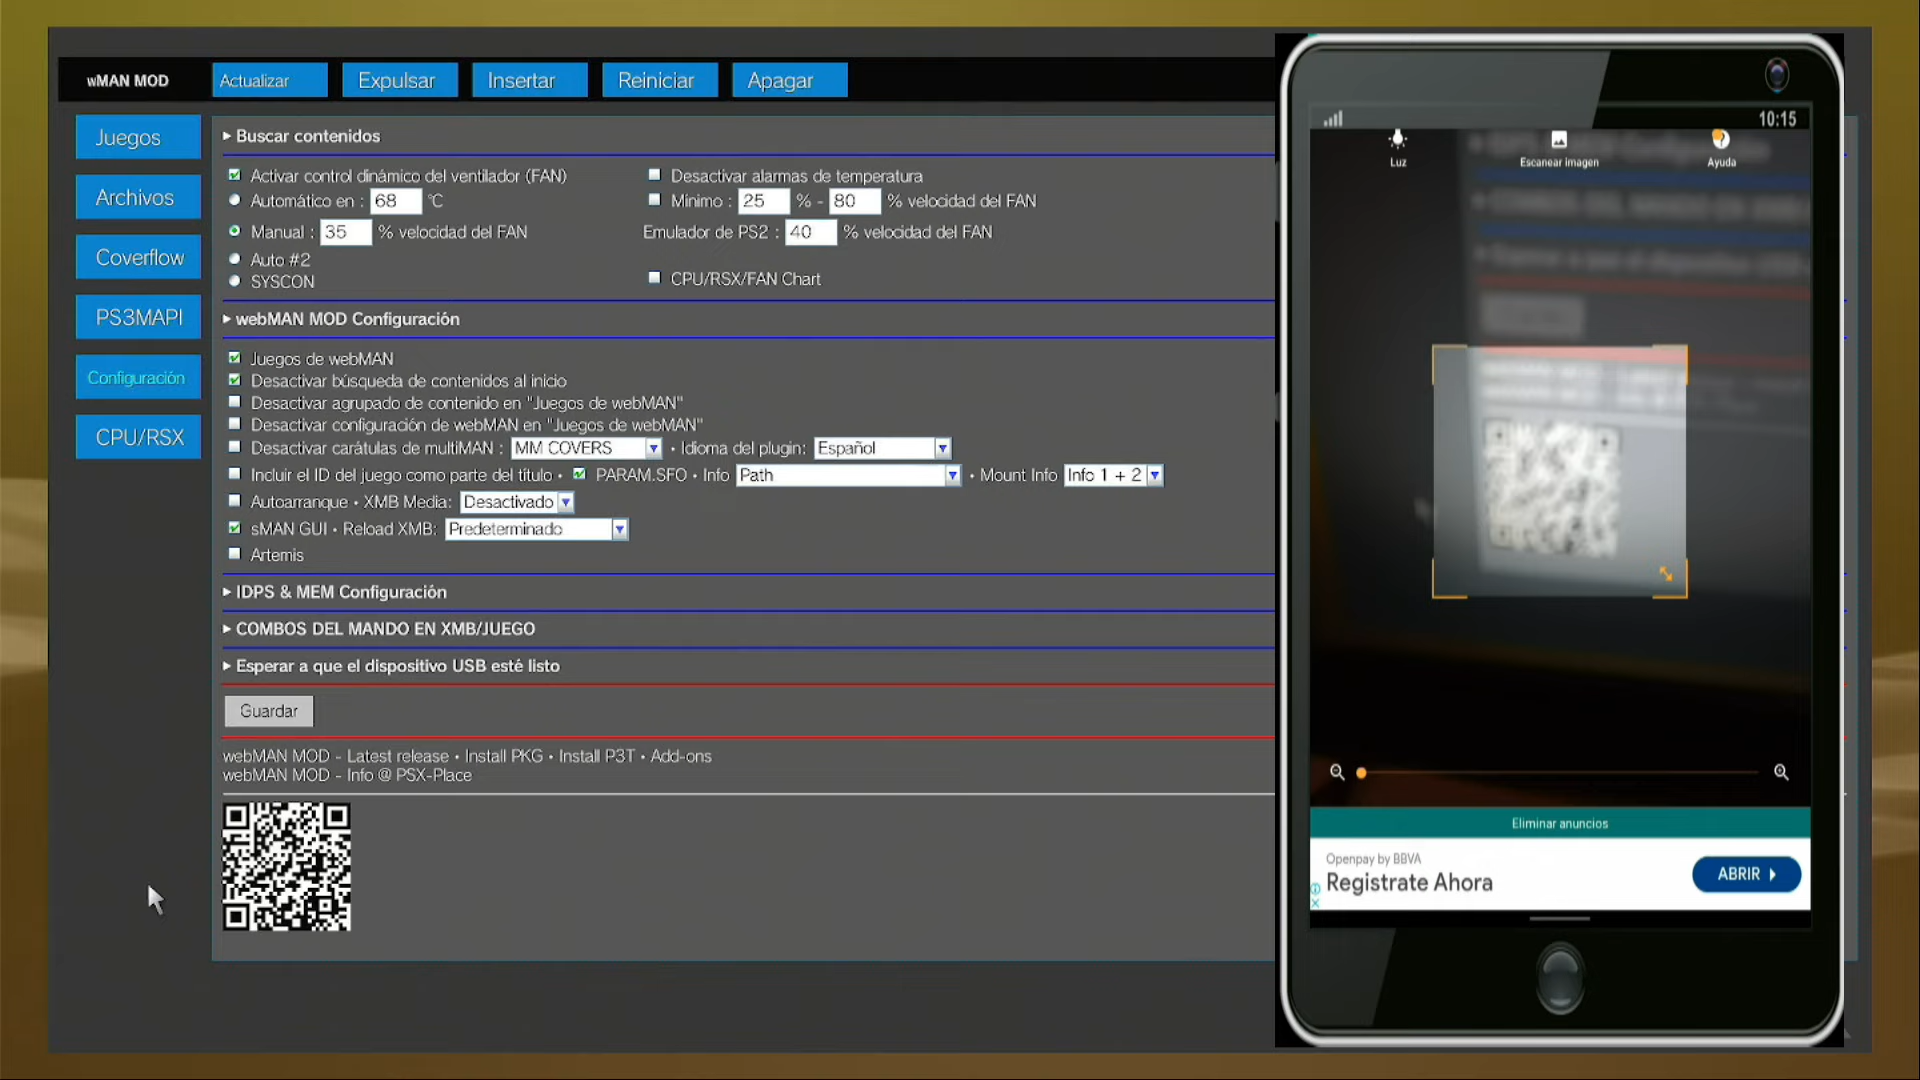 wMAN MOD
Actualizar
Expulsar
Insertar
Reiniciar
Apagar
Juegos
Archivos
Coverflow
PS3MAPI
Configuración
CPU/RSX
Buscar contenidos
Activar control dinámico del ventilador (FAN)
Desactivar alarmas de temperatura
Automático en : 68 °C
Mínimo : 25 % - 80 % velocidad del FAN
Manual : 35 % velocidad del FAN
Emulador de PS2 : 40 % velocidad del FAN
Auto #2
SYSCON
CPU/RSX/FAN Chart
webMAN MOD Configuración
Juegos de webMAN
Desactivar búsqueda de contenidos al inicio
Desactivar agrupado de contenido en "Juegos de webMAN"
Desactivar configuración de webMAN en "Juegos de webMAN"
Desactivar carátulas de multiMAN : MM COVERS • Idioma del plugin: Español
Incluir el ID del juego como parte del título • PARAM.SFO • Info Path • Mount Info Info 1 + 2
Autoarranque • XMB Media: Desactivado
sMAN GUI • Reload XMB: Predeterminado
Artemis
IDPS & MEM Configuración
COMBOS DEL MANDO EN XMB/JUEGO
Esperar a que el dispositivo USB esté listo
Guardar
webMAN MOD - Latest release • Install PKG • Install P3T • Add-ons
webMAN MOD - Info @ PSX-Place
10:15
Luz
Escanear imagen
Ayuda
Eliminar anuncios
Openpay by BBVA
Registrate Ahora
ABRIR